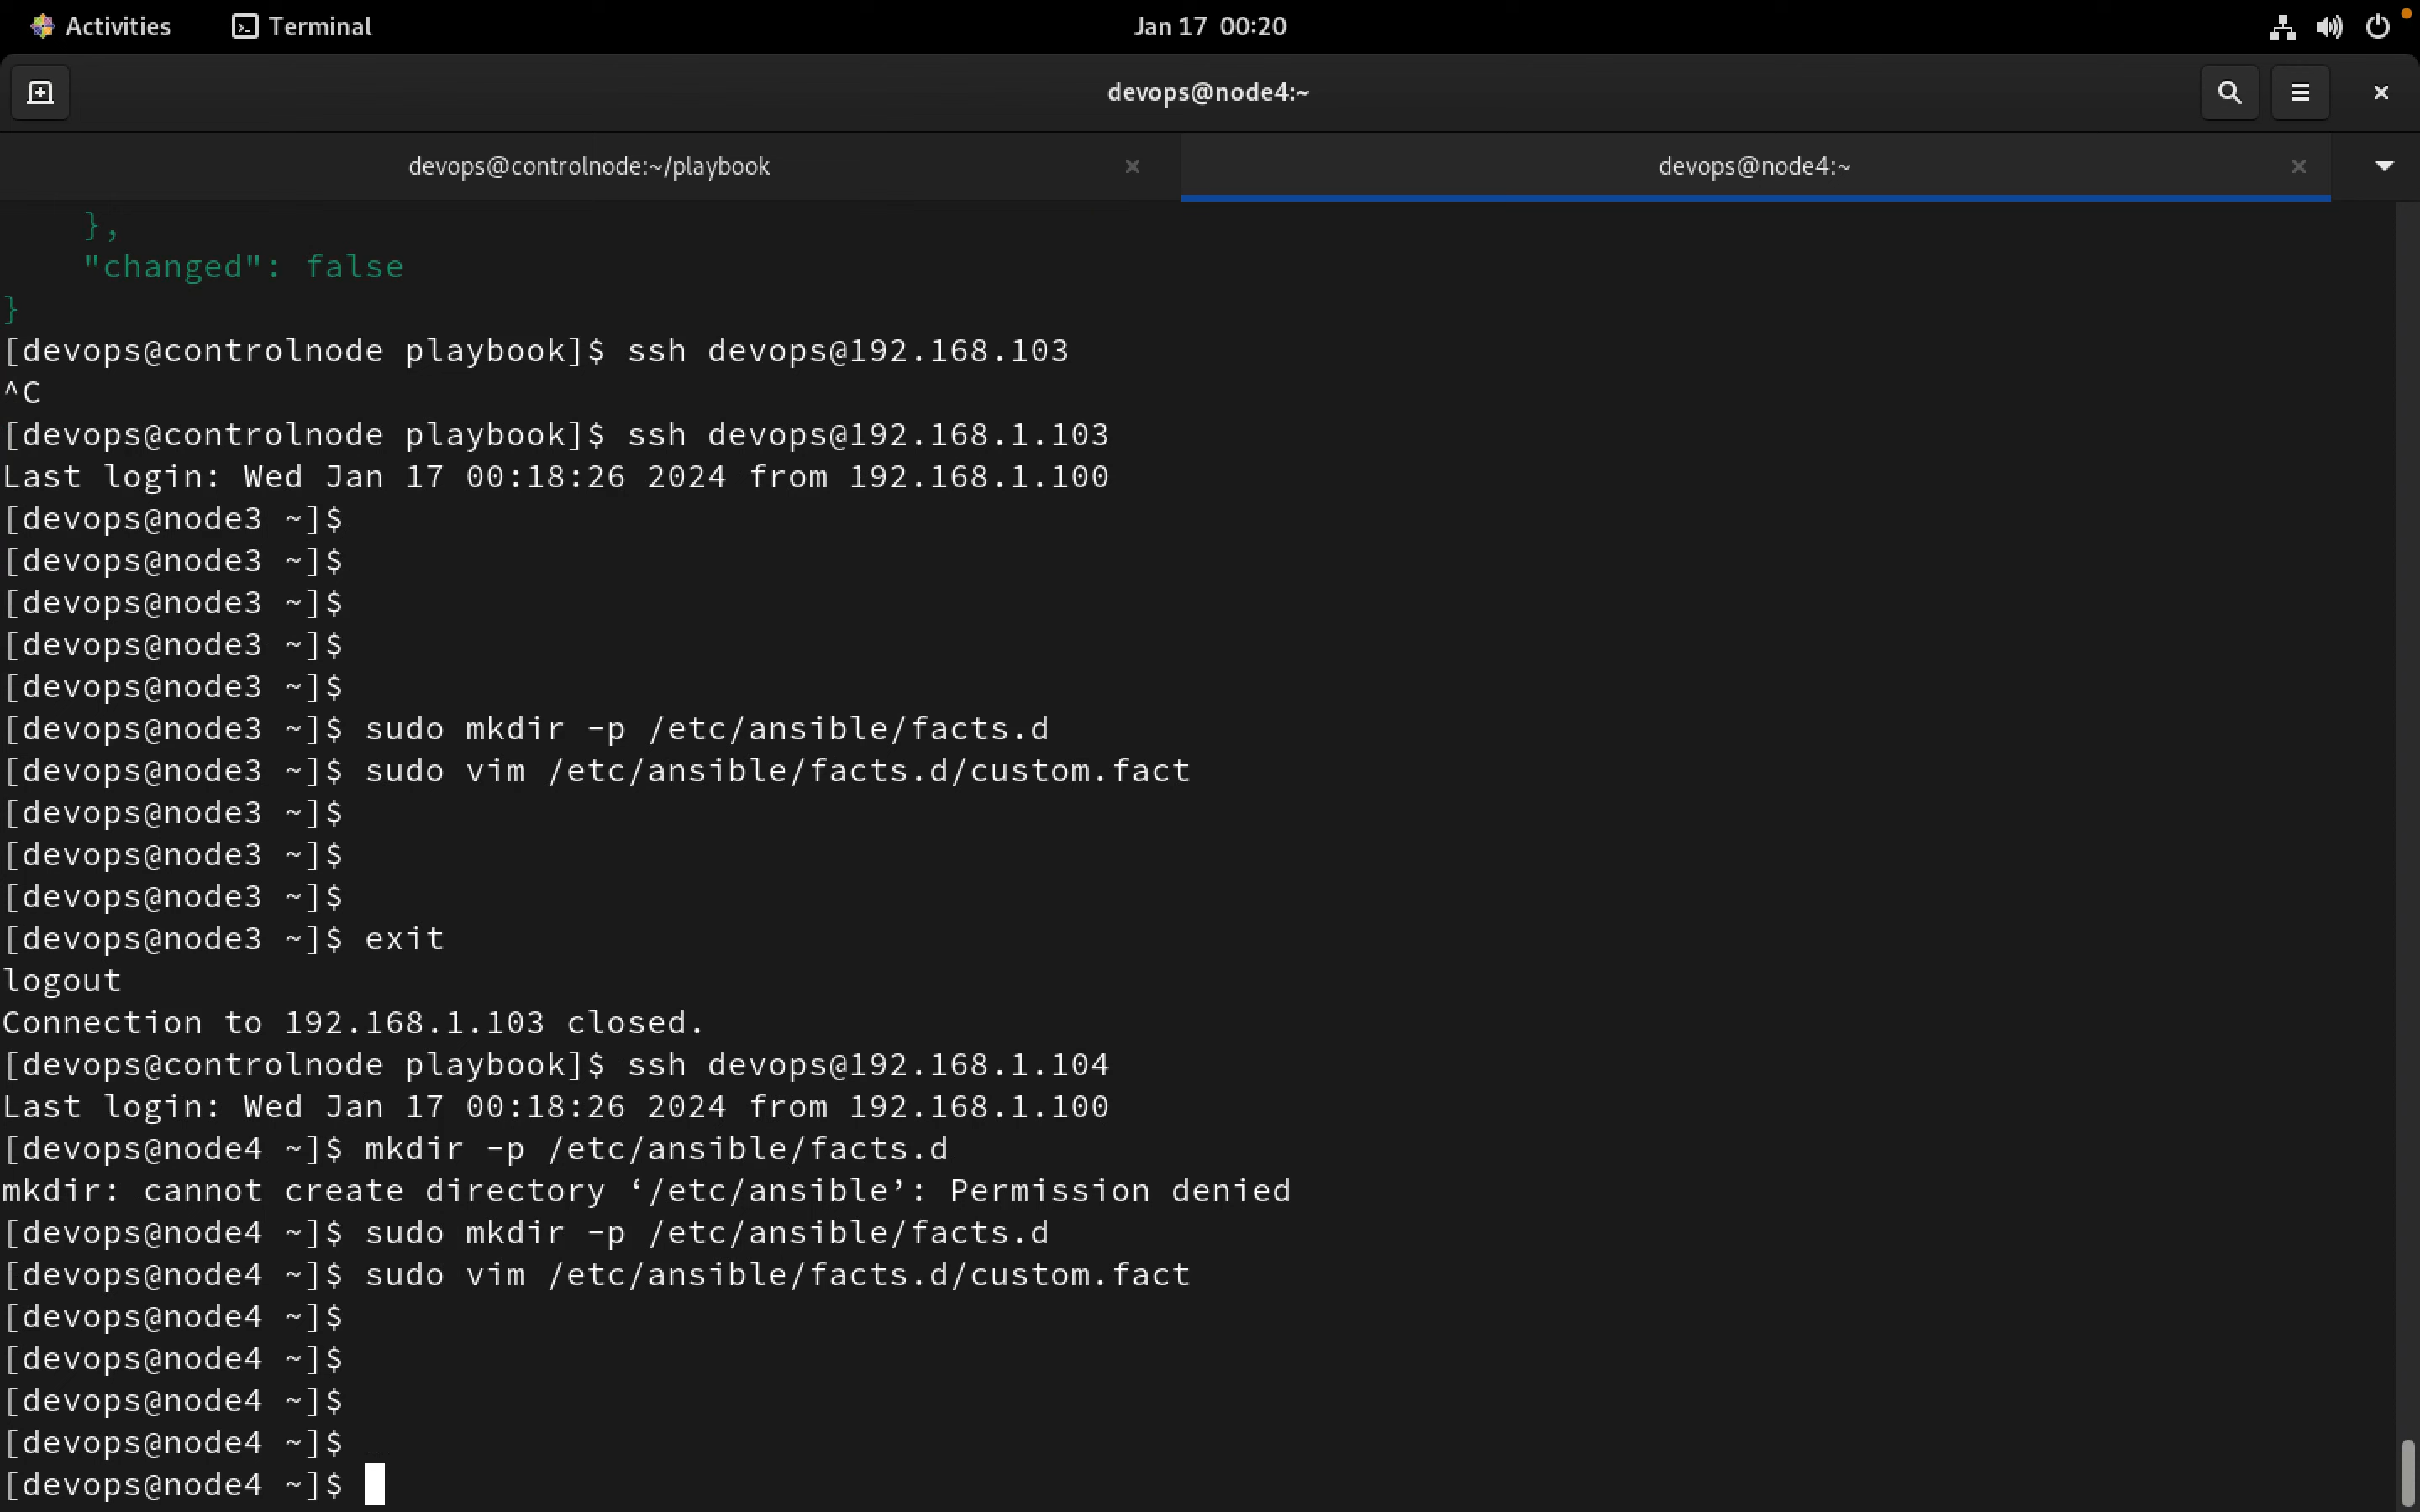 Activities Terminal Jan 17 00:20
devops@node4:~
devops@controlnode:~/playbook devops@node4:~
},
"changed": false
}
[devops@controlnode playbook]$ ssh devops@192.168.103
^C
[devops@controlnode playbook]$ ssh devops@192.168.1.103
Last login: Wed Jan 17 00:18:26 2024 from 192.168.1.100
[devops@node3 ~]$
[devops@node3 ~]$
[devops@node3 ~]$
[devops@node3 ~]$
[devops@node3 ~]$
[devops@node3 ~]$ sudo mkdir -p /etc/ansible/facts.d
[devops@node3 ~]$ sudo vim /etc/ansible/facts.d/custom.fact
[devops@node3 ~]$
[devops@node3 ~]$
[devops@node3 ~]$
[devops@node3 ~]$ exit
logout
Connection to 192.168.1.103 closed.
[devops@controlnode playbook]$ ssh devops@192.168.1.104
Last login: Wed Jan 17 00:18:26 2024 from 192.168.1.100
[devops@node4 ~]$ mkdir -p /etc/ansible/facts.d
mkdir: cannot create directory ‘/etc/ansible’: Permission denied
[devops@node4 ~]$ sudo mkdir -p /etc/ansible/facts.d
[devops@node4 ~]$ sudo vim /etc/ansible/facts.d/custom.fact
[devops@node4 ~]$
[devops@node4 ~]$
[devops@node4 ~]$
[devops@node4 ~]$
[devops@node4 ~]$